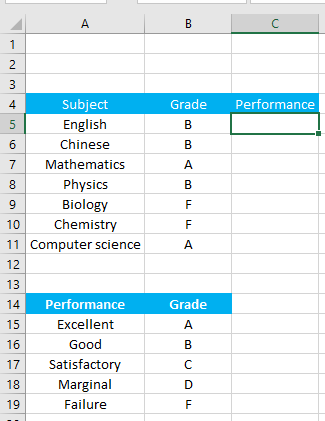 A B C
1
2
3
4 Subject Grade Performance
5 English B
6 Chinese B
7 Mathematics A
8 Physics B
9 Biology F
10 Chemistry F
11 Computer science A
12
13
14 Performance Grade
15 Excellent A
16 Good B
17 Satisfactory C
18 Marginal D
19 Failure F